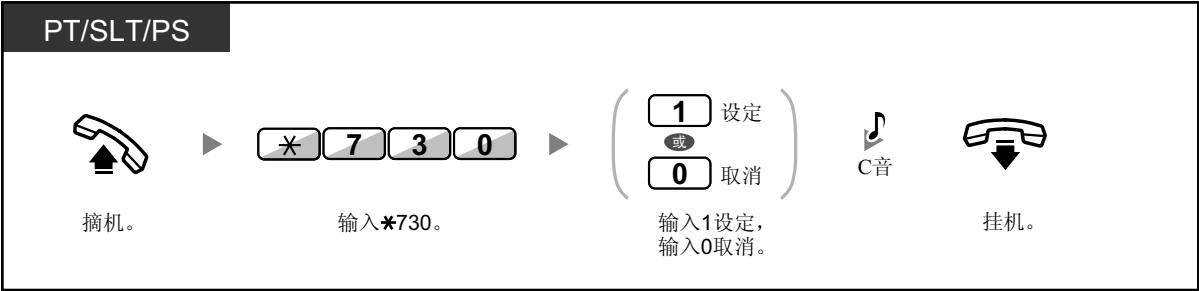 PT/SLT/PS
1 设定
或
* 7 3 0
0 取消
C音
摘机。
输入*730。
输入1设定,
输入0取消。
挂机。